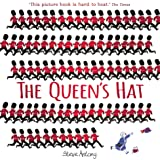 'This picture book is hard to beat.' The Times
THE QUEEN'S HAT
Steve Antony